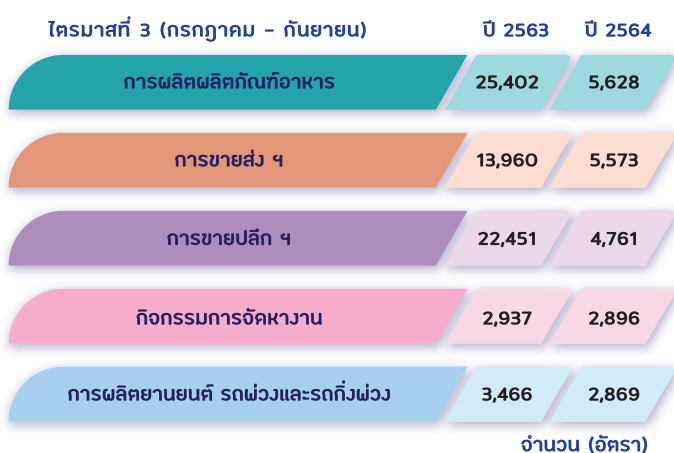 ไตรมาสที่ 3 (กรกฎาคม - กันยายน) ปี 2563 ปี 2564
การผลิตผลิตภัณฑ์อาหาร 25,402 5,628
การขายส่ง ฯ 13,960 5,573
การขายปลีก ฯ 22,451 4,761
กิจกรรมการจัดหางาน 2,937 2,896
การผลิตยานยนต์ รถพ่วงและรถกึ่งพ่วง 3,466 2,869
จำนวน (อัตรา)